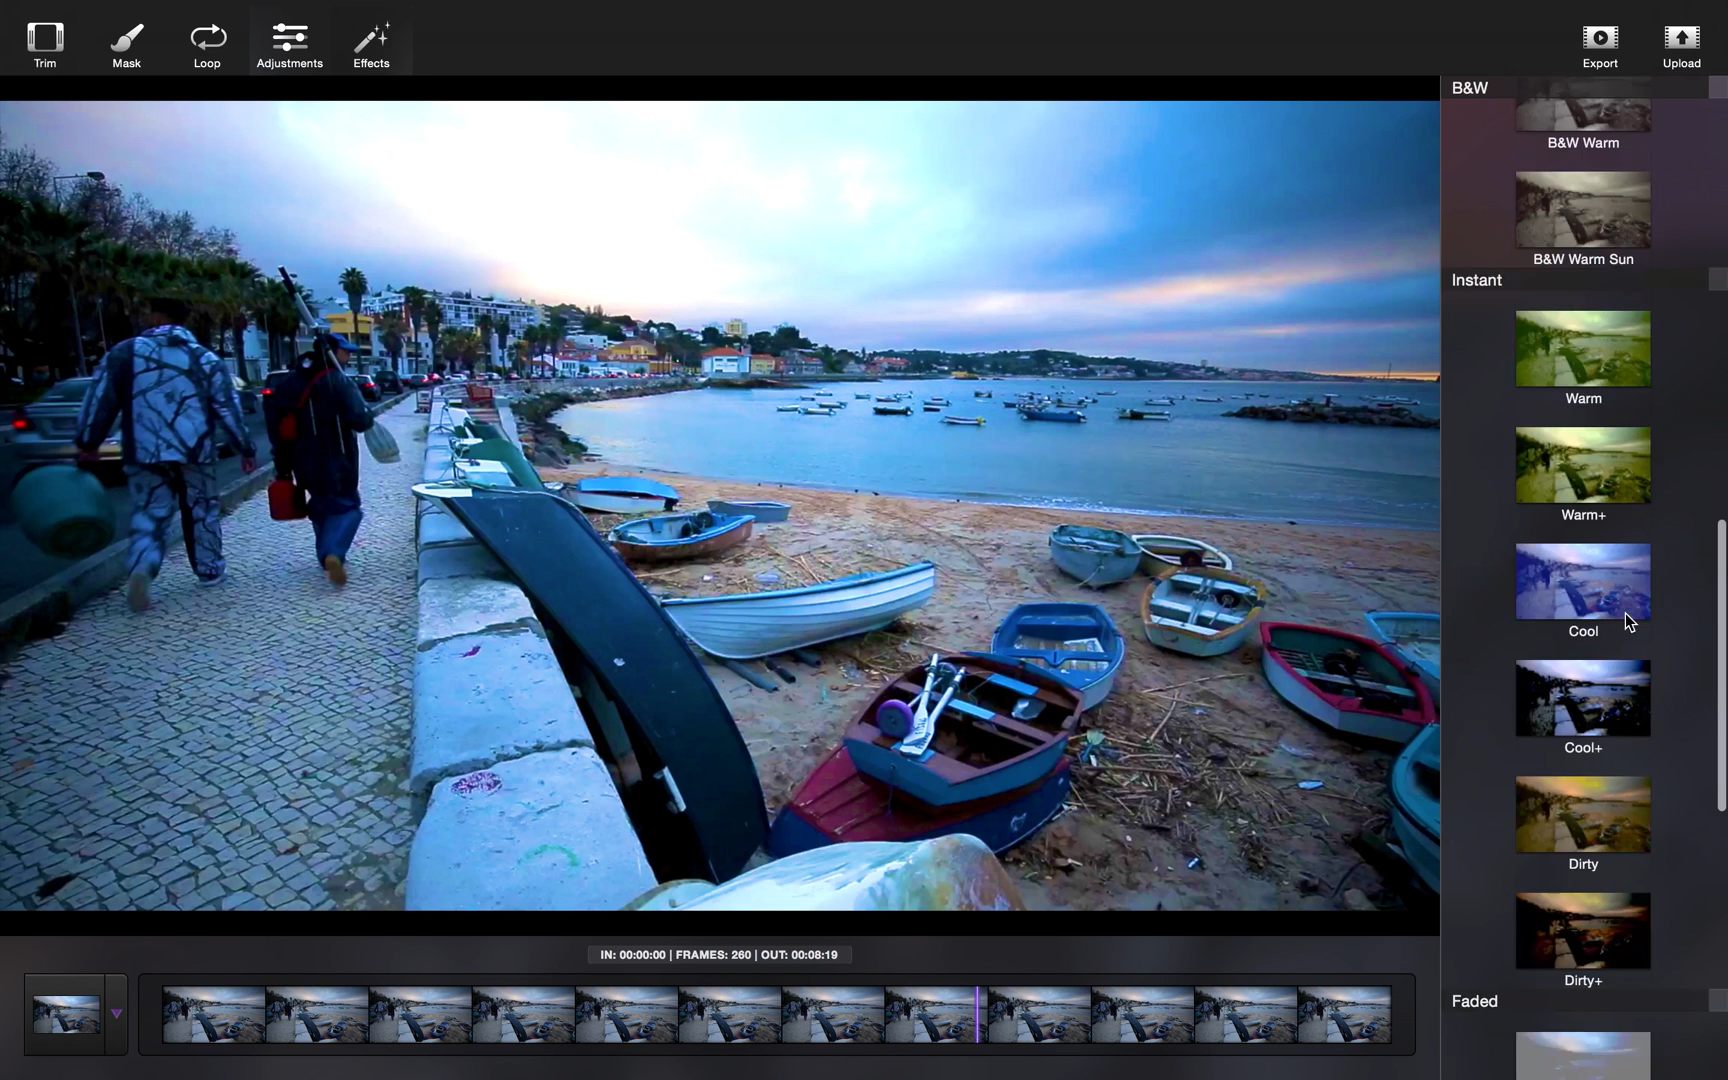 Trim
Mask
Loop
Adjustments
Effects
Export
Upload
B&W
B&W Warm
B&W Warm Sun
Instant
Warm
Warm+
Cool
Cool+
Dirty
Dirty+
Faded
IN: 00:00:00 | FRAMES: 260 | OUT: 00:08:19